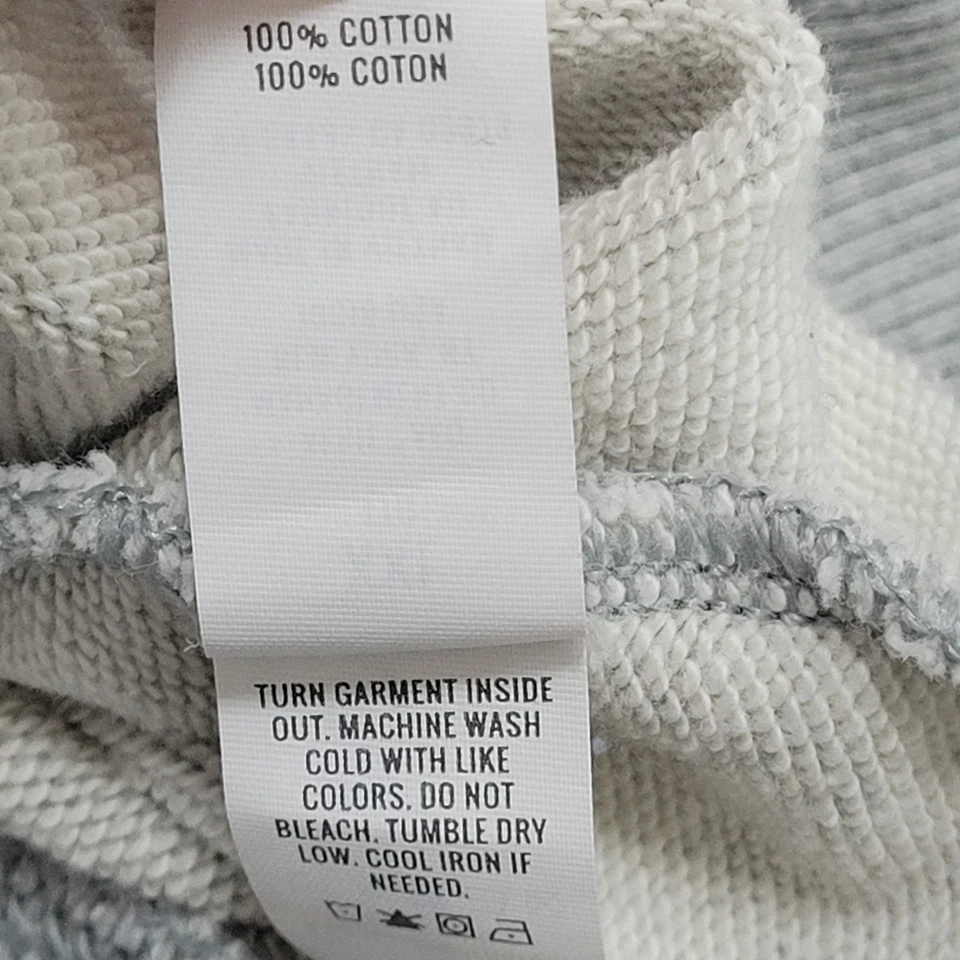 100% COTTON
100% COTON
TURN GARMENT INSIDE
OUT. MACHINE WASH
COLD WITH LIKE
COLORS. DO NOT
BLEACH. TUMBLE DRY
LOW. COOL IRON IF
NEEDED.